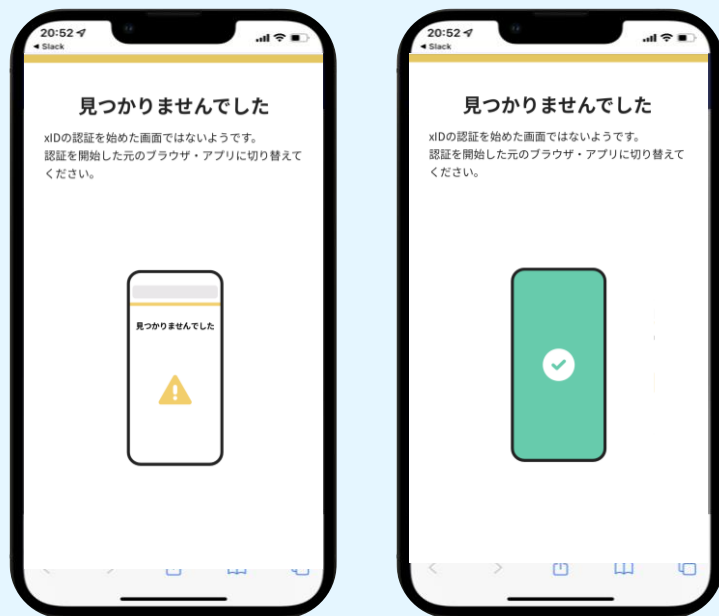 20:52
◀ Slack
見つかりませんでした
xIDの認証を始めた画面ではないようです。
認証を開始した元のブラウザ・アプリに切り替えて
ください。
見つかりませんでした
20:52
◀ Slack
見つかりませんでした
xIDの認証を始めた画面ではないようです。
認証を開始した元のブラウザ・アプリに切り替えて
ください。